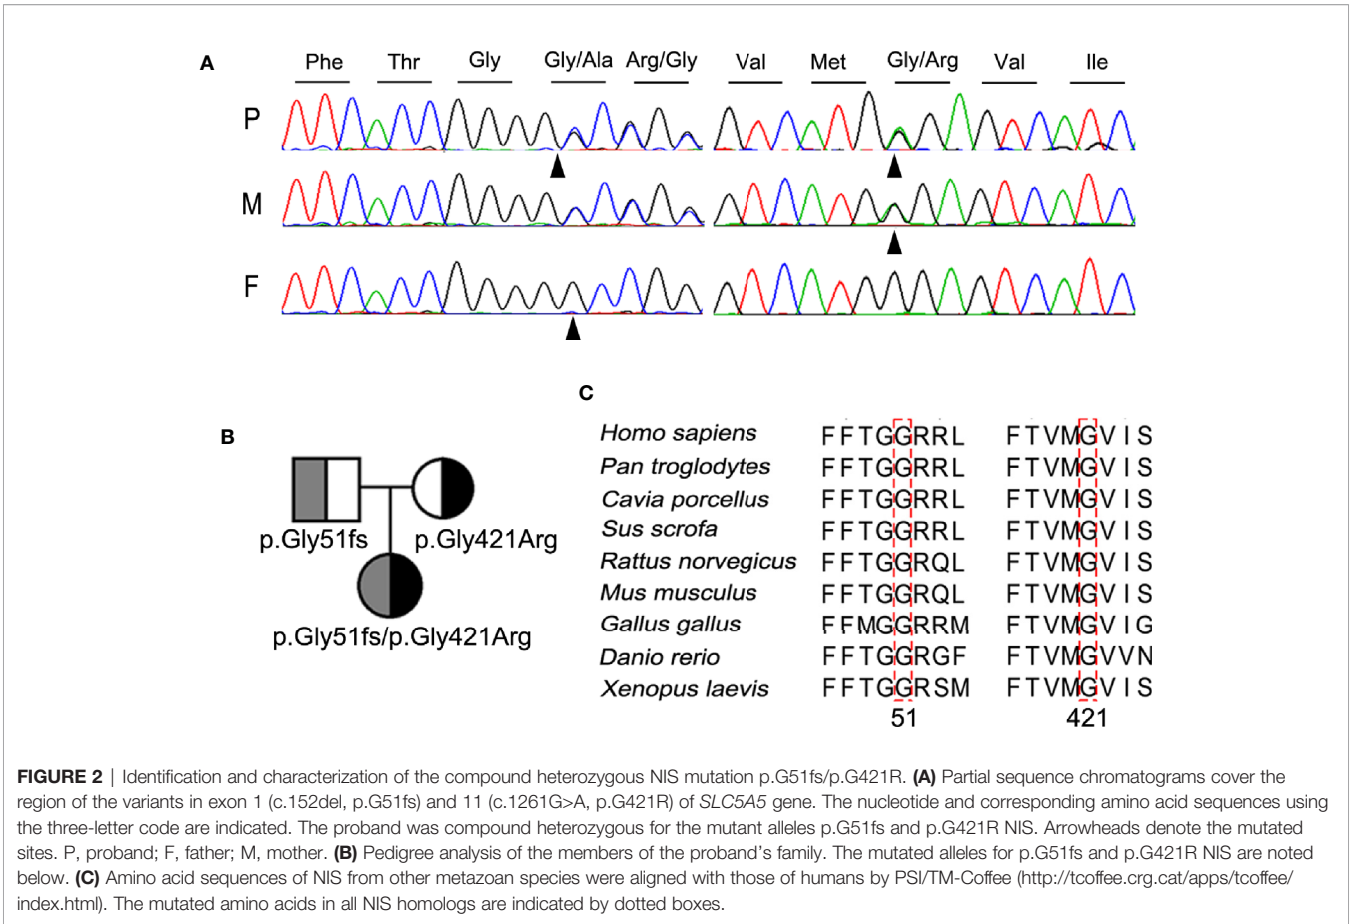 A
Phe Thr Gly Gly/Ala Arg/Gly Val Met Gly/Arg Val Ile
P
M
F
B
p.Gly51fs p.Gly421Arg
p.Gly51fs/p.Gly421Arg
C
Homo sapiens FFTGGRRL FTVMGVIS
Pan troglodytes FFTGGRRL FTVMGVIS
Cavia porcellus FFTGGRRL FTVMGVIS
Sus scrofa FFTGGRRL FTVMGVIS
Rattus norvegicus FFTGGRQL FTVMGVIS
Mus musculus FFTGGRQL FTVMGVIS
Gallus gallus FFMGGRRM FTVMGVIG
Danio rerio FFTGGRGF FTVMGVVN
Xenopus laevis FFTGGRSM FTVMGVIS
51 421
FIGURE 2 | Identification and characterization of the compound heterozygous NIS mutation p.G51fs/p.G421R. (A) Partial sequence chromatograms cover the
region of the variants in exon 1 (c.152del, p.G51fs) and 11 (c.1261G>A, p.G421R) of SLC5A5 gene. The nucleotide and corresponding amino acid sequences using
the three-letter code are indicated. The proband was compound heterozygous for the mutant alleles p.G51fs and p.G421R NIS. Arrowheads denote the mutated
sites. P, proband; F, father; M, mother. (B) Pedigree analysis of the members of the proband's family. The mutated alleles for p.G51fs and p.G421R NIS are noted
below. (C) Amino acid sequences of NIS from other metazoan species were aligned with those of humans by PSI/TM-Coffee (http://tcoffee.crg.cat/apps/tcoffee/
index.html). The mutated amino acids in all NIS homologs are indicated by dotted boxes.